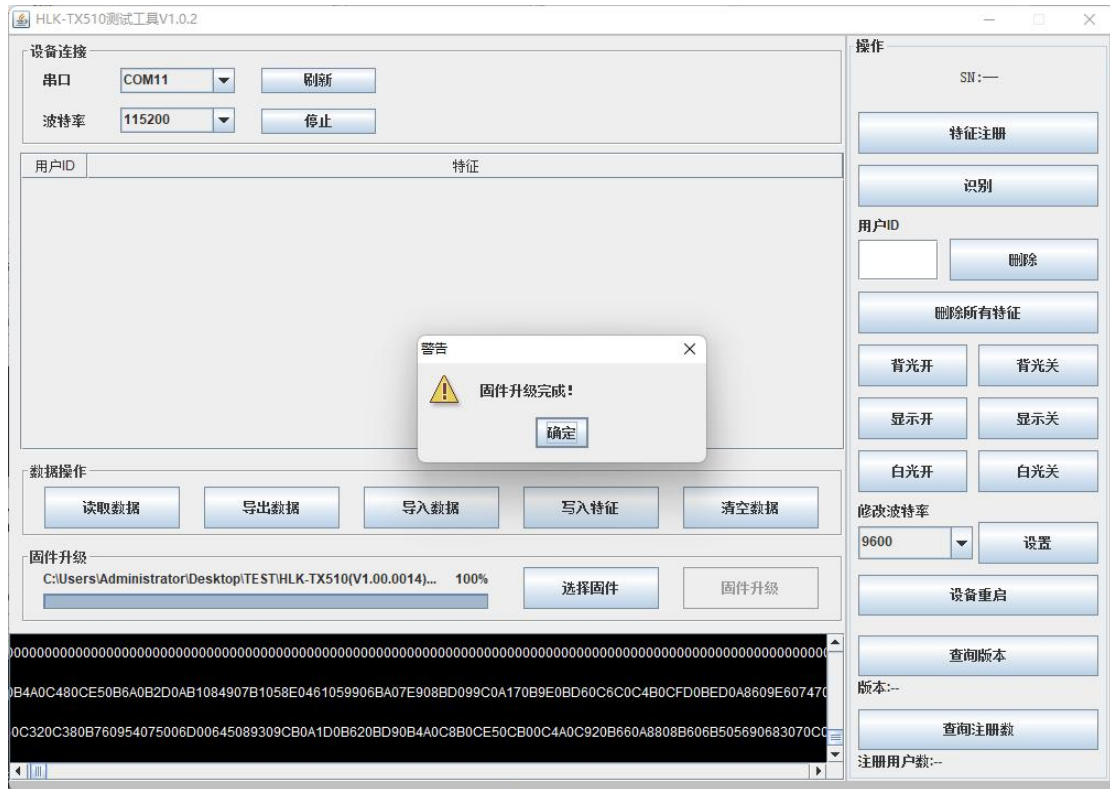 HLK-TX510测试工具V1.0.2
设备连接
串口 COM11 刷新
波特率 115200 停止
用户ID 特征
警告
固件升级完成!
确定
数据操作
读取数据 导出数据 导入数据 写入特征 清空数据
固件升级
C:\Users\Administrator\Desktop\TEST\HLK-TX510(V1.00.0014)... 100% 选择固件 固件升级
操作
SN:—
特征注册
识别
用户ID
删除
删除所有特征
背光开 背光关
显示开 显示关
白光开 白光关
修改波特率
9600 设置
设备重启
查询版本
版本:--
查询注册数
注册用户数:--